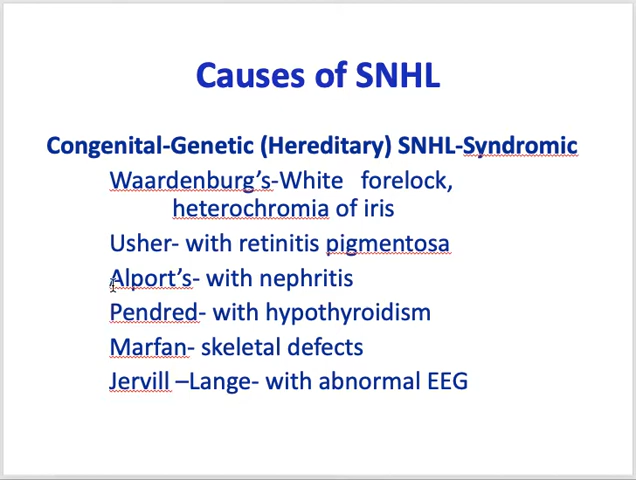 Causes of SNHL
Congenital-Genetic (Hereditary) SNHL-Syndromic
Waardenburg’s-White forelock,
heterochromia of iris
Usher- with retinitis pigmentosa
Alport’s- with nephritis
Pendred- with hypothyroidism
Marfan- skeletal defects
Jervill –Lange- with abnormal EEG